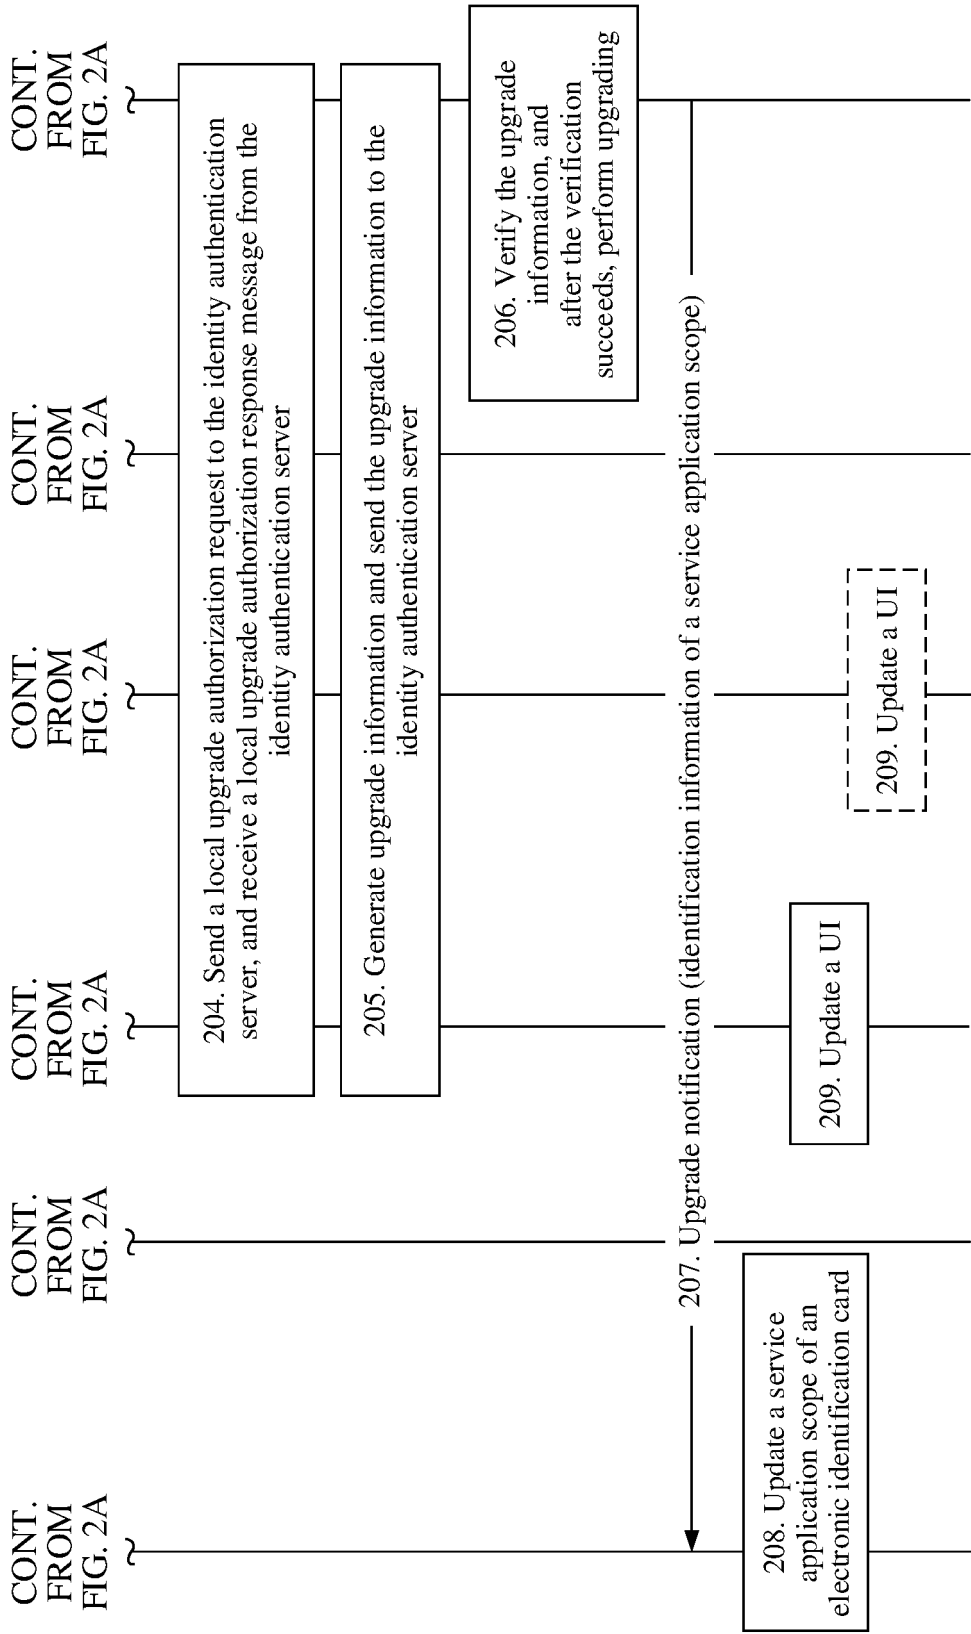 CONT.
FROM
FIG. 2A
CONT.
FROM
FIG. 2A
CONT.
FROM
FIG. 2A
CONT.
FROM
FIG. 2A
CONT.
FROM
FIG. 2A
CONT.
FROM
FIG. 2A
204. Send a local upgrade authorization request to the identity authentication
server, and receive a local upgrade authorization response message from the
identity authentication server
205. Generate upgrade information and send the upgrade information to the
identity authentication server
206. Verify the upgrade
information, and
after the verification
succeeds, perform upgrading
207. Upgrade notification (identification information of a service application scope)
208. Update a service
application scope of an
electronic identification card
209. Update a UI
209. Update a UI